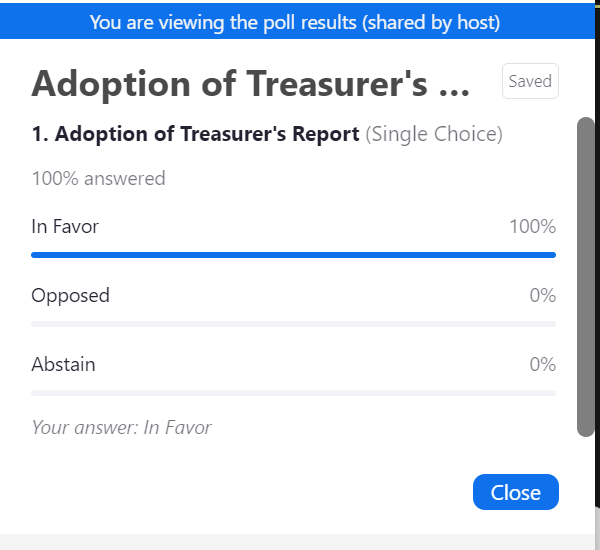 You are viewing the poll results (shared by host)
Adoption of Treasurer's ...
Saved
1. Adoption of Treasurer's Report (Single Choice)
100% answered
In Favor 100%
Opposed 0%
Abstain 0%
Your answer: In Favor
Close